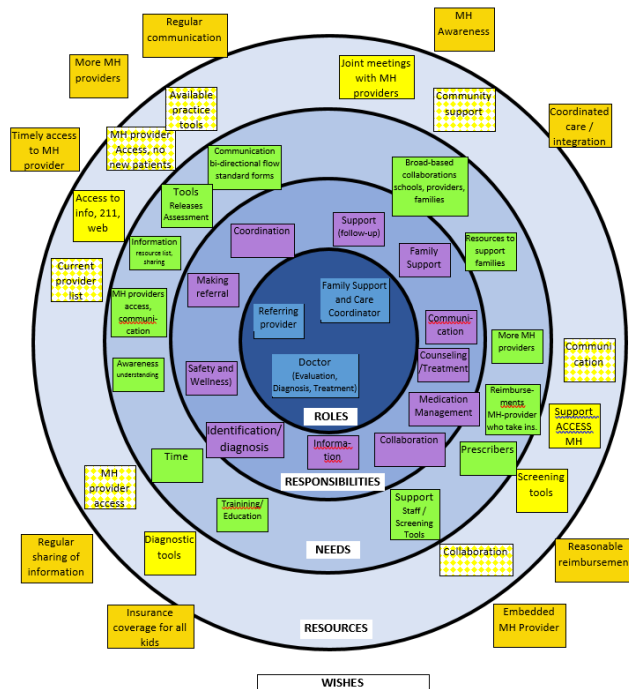 MH
Awareness
Regular
communication
More MH
providers
Joint meetings
with MH
providers
Community
support
Available
practice
tools
Coordinated
care /
integration
MH provider
Access, no
new patients
Timely access
to MH
provider
Communication
bi-directional flow
standard forms
Broad-based
collaborations
schools, providers,
families
Tools
Releases
Assessment
Access to
info, 211,
web
Support
(follow-up)
Coordination
Information
resource list,
sharing
Family
Support
Resources to
support
families
Current
provider
list
Making
referral
Family Support
and Care
Coordinator
MH providers
access,
communi-
cation
Referring
provider
Communi-
cation
More MH
providers
Communi
cation
Counseling
/Treatment
Awareness
understanding
Safety and
Wellness)
Doctor
(Evaluation,
Diagnosis, Treatment)
Medication
Management
Reimburse-
ments
MH-provider
who take ins.
ROLES
Support
ACCESS
MH
Identification/
diagnosis
Informa-
tion
Collaboration
Time
Prescribers
MH
provider
access
RESPONSIBILITIES
Screening
tools
Trainining/
Education
Support
Staff /
Screening
Tools
Regular
sharing of
information
Diagnostic
tools
NEEDS
Collaboration
Reasonable
reimbursemen
Insurance
coverage for all
kids
RESOURCES
Embedded
MH Provider
WISHES